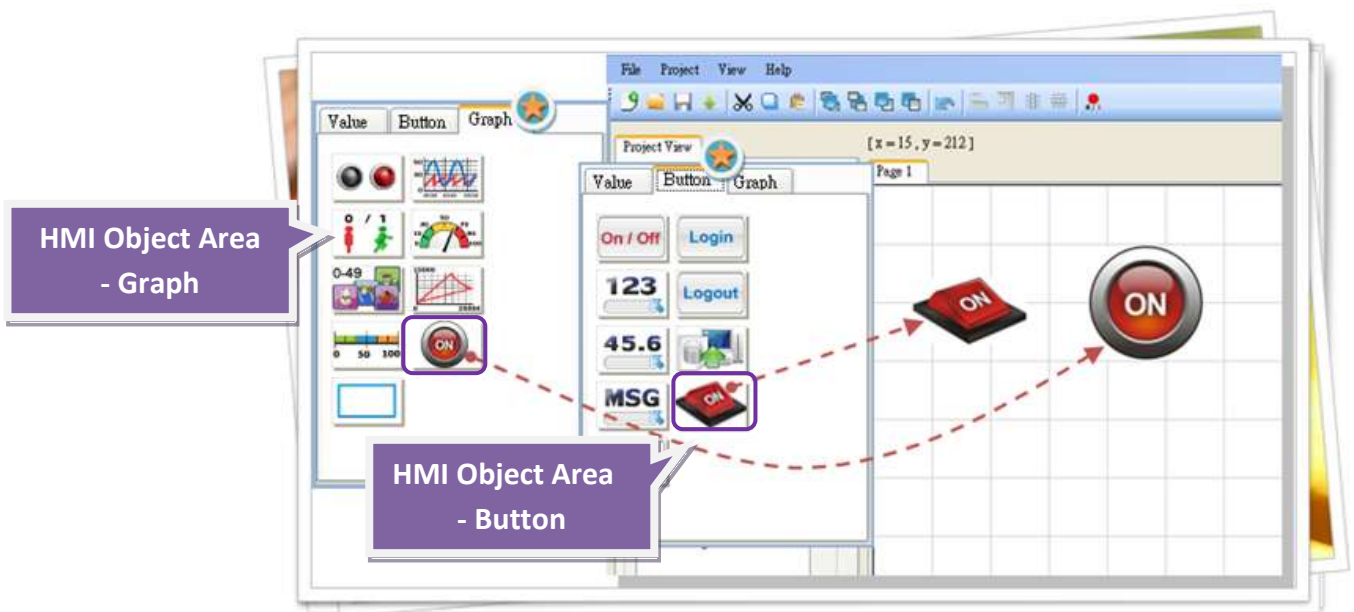 File Project View Help
Value Button Graph
Project View
[x=15, y=212]
Page 1
Value Button Graph
0 / 1
0-49
0 50 100
ON
On / Off Login
123 Logout
45.6
MSG ON
ON
ON
HMI Object Area
- Graph
HMI Object Area
- Button